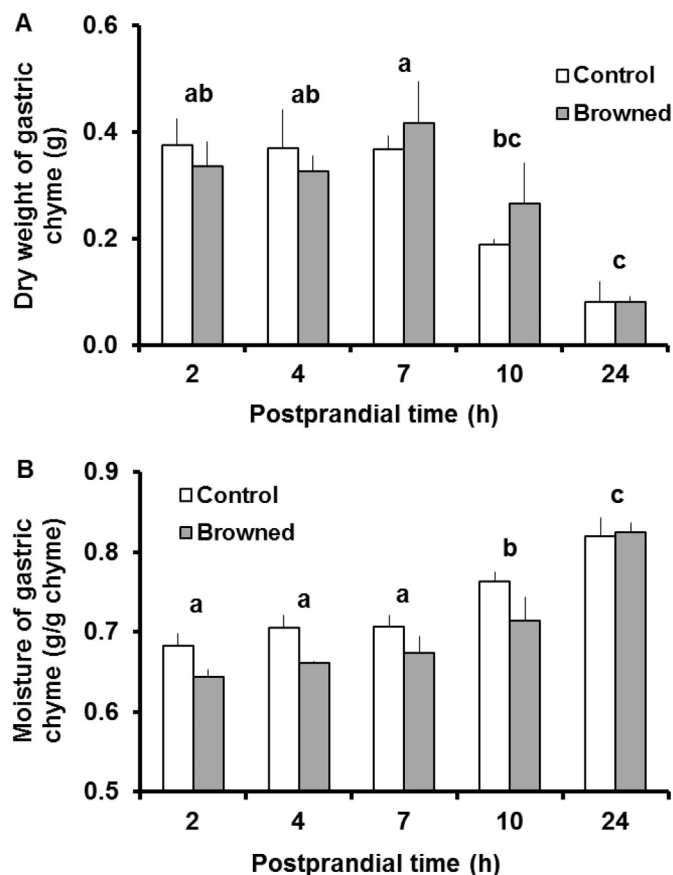 A
0.6
0.4
0.2
0.0
Dry weight of gastric
chyme (g)
ab
ab
a
bc
c
Control
Browned
2 4 7 10 24
Postprandial time (h)
B
0.9
0.8
0.7
0.6
0.5
Moisture of gastric
chyme (g/g chyme)
Control
Browned
a
a
a
b
c
2 4 7 10 24
Postprandial time (h)